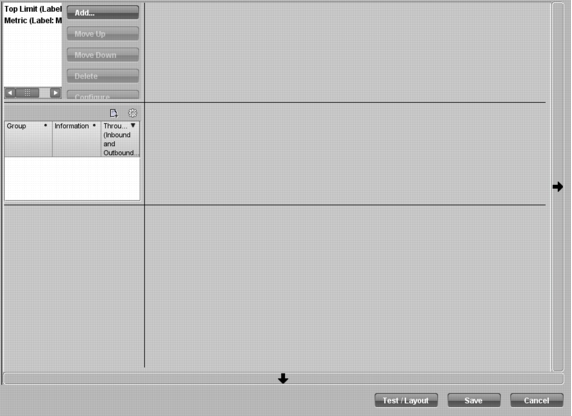 Top Limit (Label
Metric (Label: M
Add...
Move Up
Move Down
Delete
Configure
Group
Information
Throu...
(Inbound
and
Outbound
Test / Layout
Save
Cancel